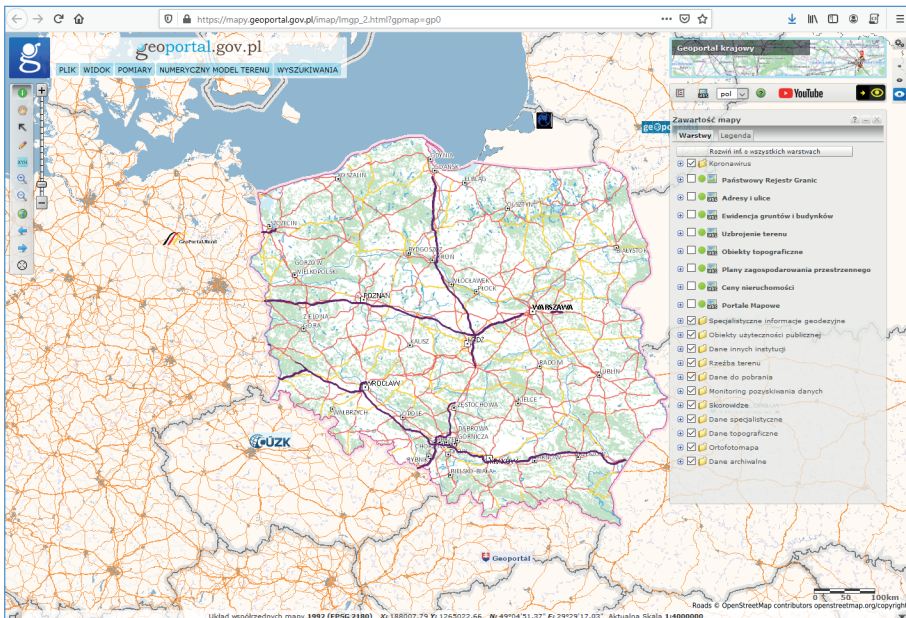 https://mapy.geoportal.gov.pl/imap/Imgp_2.html?gpmap=gp0
geoportal.gov.pl
PLIK WIDOK POMIARY NUMERYCZNY MODEL TERENU WYSZUKIWANIA
Geoportal krajowy
pol YouTube
Zawartość mapy
Warstwy Legenda
Rozwiń inf. o wszystkich warstwach
Koronawirus
Państwowy Rejestr Granic
Adresy i ulice
Ewidencja gruntów i budynków
Uzbrojenie terenu
Obiekty topograficzne
Plany zagospodarowania przestrzennego
Ceny nieruchomości
Portale Mapowe
Specjalistyczne informacje geodezyjne
Obiekty użyteczności publicznej
Dane innych instytucji
Rzeźba terenu
Dane do pobrania
Monitoring pozyskiwania danych
Skorowidze
Dane specjalistyczne
Dane topograficzne
Ortofotomapa
Dane archiwalne
XYH
GDYNIA
GDAŃSK
KOSZALIN
ELBLĄG
OLSZTYN
SZCZECIN
GeoPortal.Bund
BYDGOSZCZ
BIAŁYSTOK
TORUŃ
GORZÓW
WIELKOPOLSKI
WŁOCŁAWEK
PŁOCK
POZNAŃ
WARSZAWA
ZIELONA
GÓRA
KALISZ
ŁÓDŹ
RADOM
LUBLIN
WROCŁAW
WAŁBRZYCH
OPOLE
CZĘSTOCHOWA
KIELCE
DĄBROWA
GÓRNICZA
RYBNIK
KRAKÓW
BIELSKO-BIAŁA
ČÚZK
Geoportál
0 50 100km
Roads © OpenStreetMap contributors openstreetmap.org/copyright
Układ współrzędnych mapy 1992 (EPSG 2180) X: 188007.79 Y: 1265022.66 N: 49°04'51.37" E: 29°29'17.03" Aktualna Skala 1:4000000